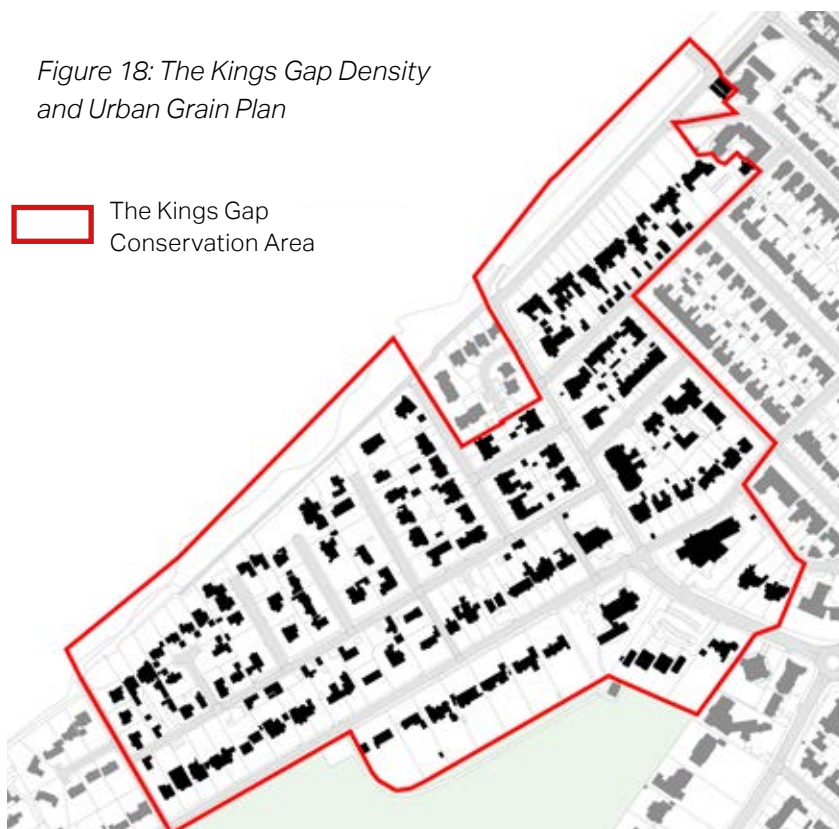 Figure 18: The Kings Gap Density
and Urban Grain Plan
The Kings Gap
Conservation Area